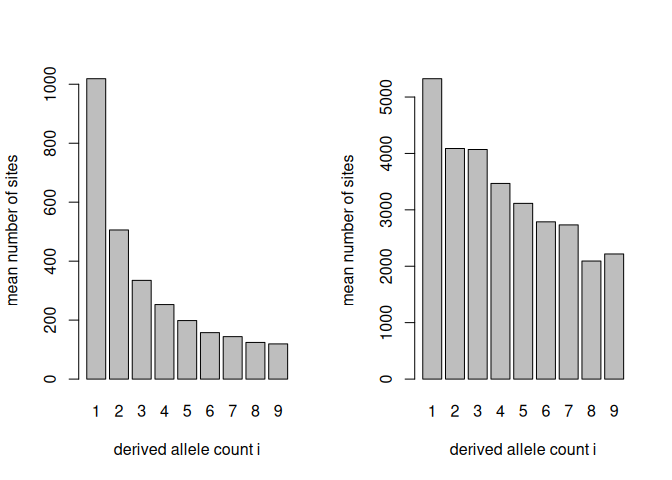 mean number of sites
1000
800
600
400
200
0
1 2 3 4 5 6 7 8 9
derived allele count i
mean number of sites
5000
4000
3000
2000
1000
0
1 2 3 4 5 6 7 8 9
derived allele count i